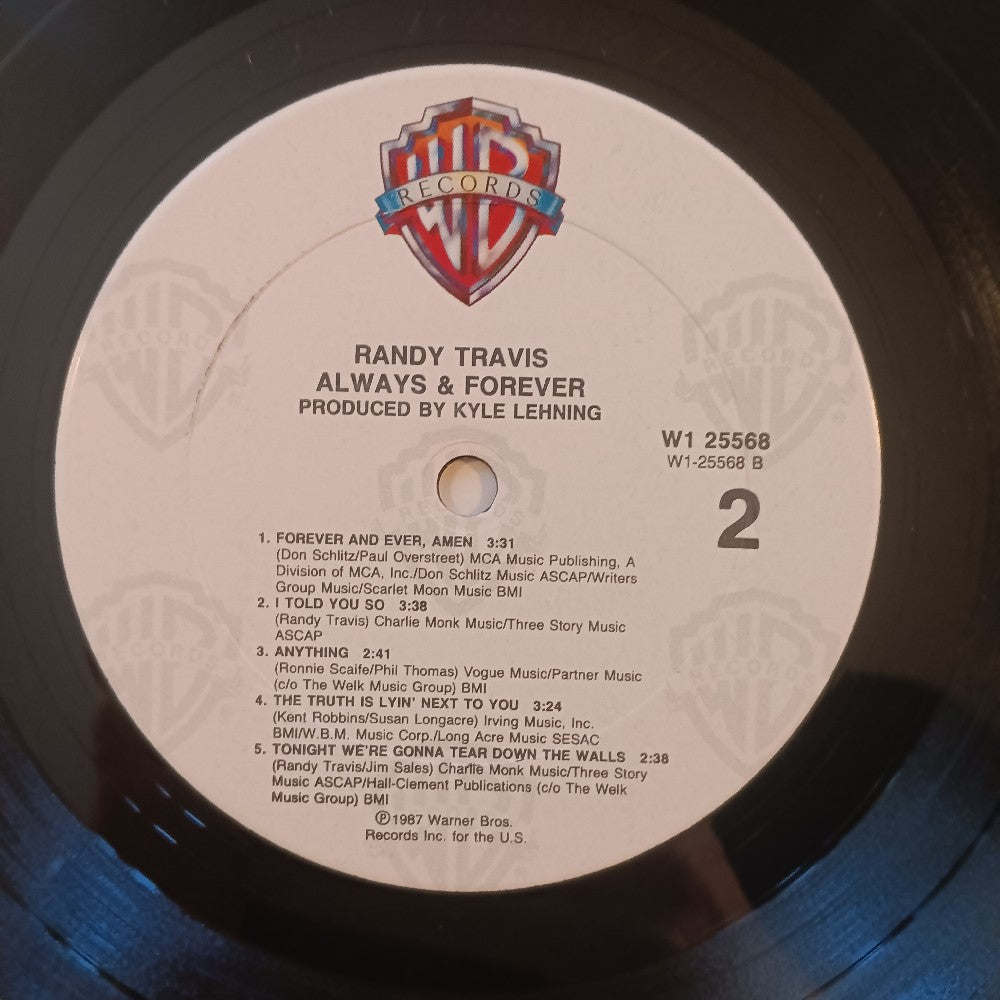 WB
RECORDS
RANDY TRAVIS
ALWAYS & FOREVER
PRODUCED BY KYLE LEHNING
W1 25568
W1-25568 B
2
1. FOREVER AND EVER, AMEN 3:31
(Don Schlitz/Paul Overstreet) MCA Music Publishing, A
Division of MCA, Inc./Don Schlitz Music ASCAP/Writers
Group Music/Scarlet Moon Music BMI
2. I TOLD YOU SO 3:38
(Randy Travis) Charlie Monk Music/Three Story Music
ASCAP
3. ANYTHING 2:41
(Ronnie Scaife/Phil Thomas) Vogue Music/Partner Music
(c/o The Welk Music Group) BMI
4. THE TRUTH IS LYIN' NEXT TO YOU 3:24
(Kent Robbins/Susan Longacre) Irving Music, Inc.
BMI/W.B.M. Music Corp./Long Acre Music SESAC
5. TONIGHT WE'RE GONNA TEAR DOWN THE WALLS 2:38
(Randy Travis/Jim Sales) Charlie Monk Music/Three Story
Music ASCAP/Hall-Clement Publications (c/o The Welk
Music Group) BMI
℗1987 Warner Bros.
Records Inc. for the U.S.